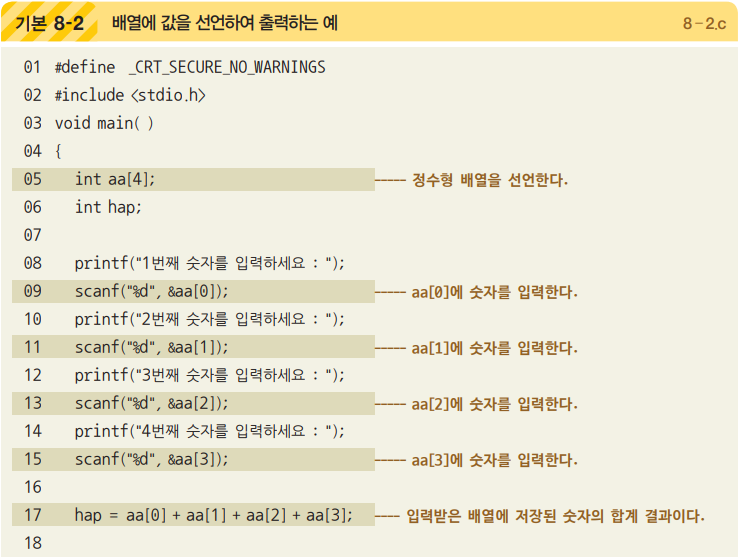 기본 8-2 배열에 값을 선언하여 출력하는 예 8-2.c
01 #define _CRT_SECURE_NO_WARNINGS
02 #include <stdio.h>
03 void main( )
04 {
05 int aa[4]; 정수형 배열을 선언한다.
06 int hap;
07
08 printf("1번째 숫자를 입력하세요 : ");
09 scanf("%d", &aa[0]); aa[0]에 숫자를 입력한다.
10 printf("2번째 숫자를 입력하세요 : ");
11 scanf("%d", &aa[1]); aa[1]에 숫자를 입력한다.
12 printf("3번째 숫자를 입력하세요 : ");
13 scanf("%d", &aa[2]); aa[2]에 숫자를 입력한다.
14 printf("4번째 숫자를 입력하세요 : ");
15 scanf("%d", &aa[3]); aa[3]에 숫자를 입력한다.
16
17 hap = aa[0] + aa[1] + aa[2] + aa[3]; 입력받은 배열에 저장된 숫자의 합계 결과이다.
18